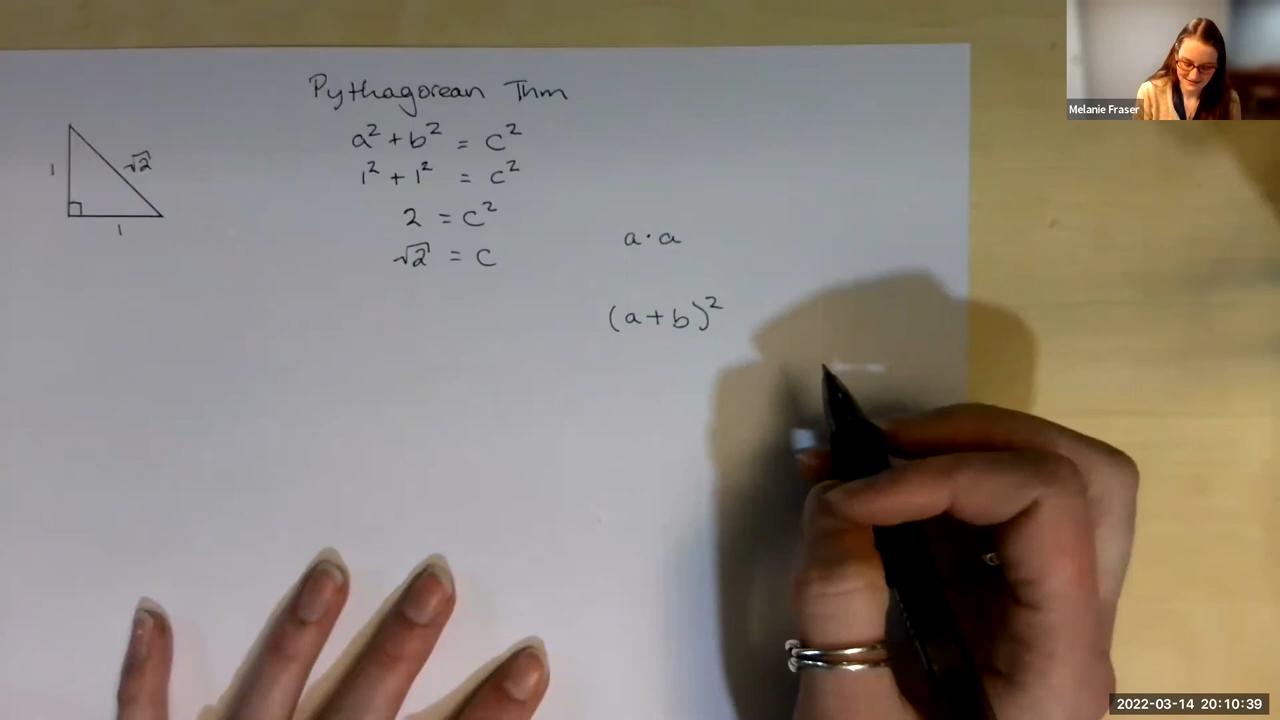 Pythagorean Thm
a² + b² = c²
1² + 1² = c²
2 = c²
√2 = c
1
√2
1
a · a
(a + b)²
Melanie Fraser
2022-03-14 20:10:39